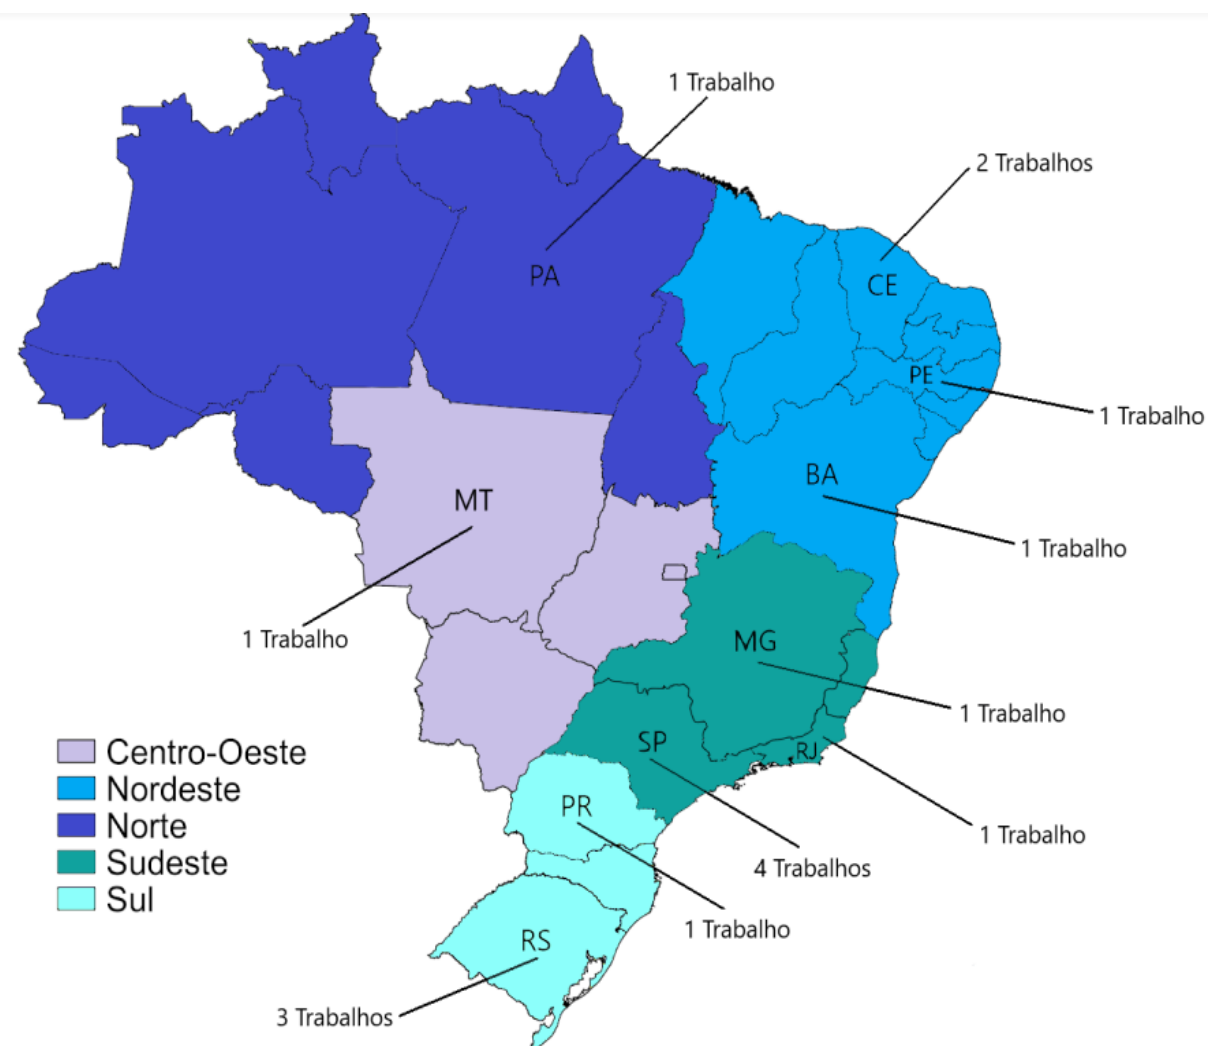 1 Trabalho
2 Trabalhos
PA
CE
PE
1 Trabalho
BA
MT
1 Trabalho
1 Trabalho
MG
1 Trabalho
SP
RJ
Centro-Oeste
Nordeste
Norte
Sudeste
Sul
PR
1 Trabalho
4 Trabalhos
1 Trabalho
RS
3 Trabalhos